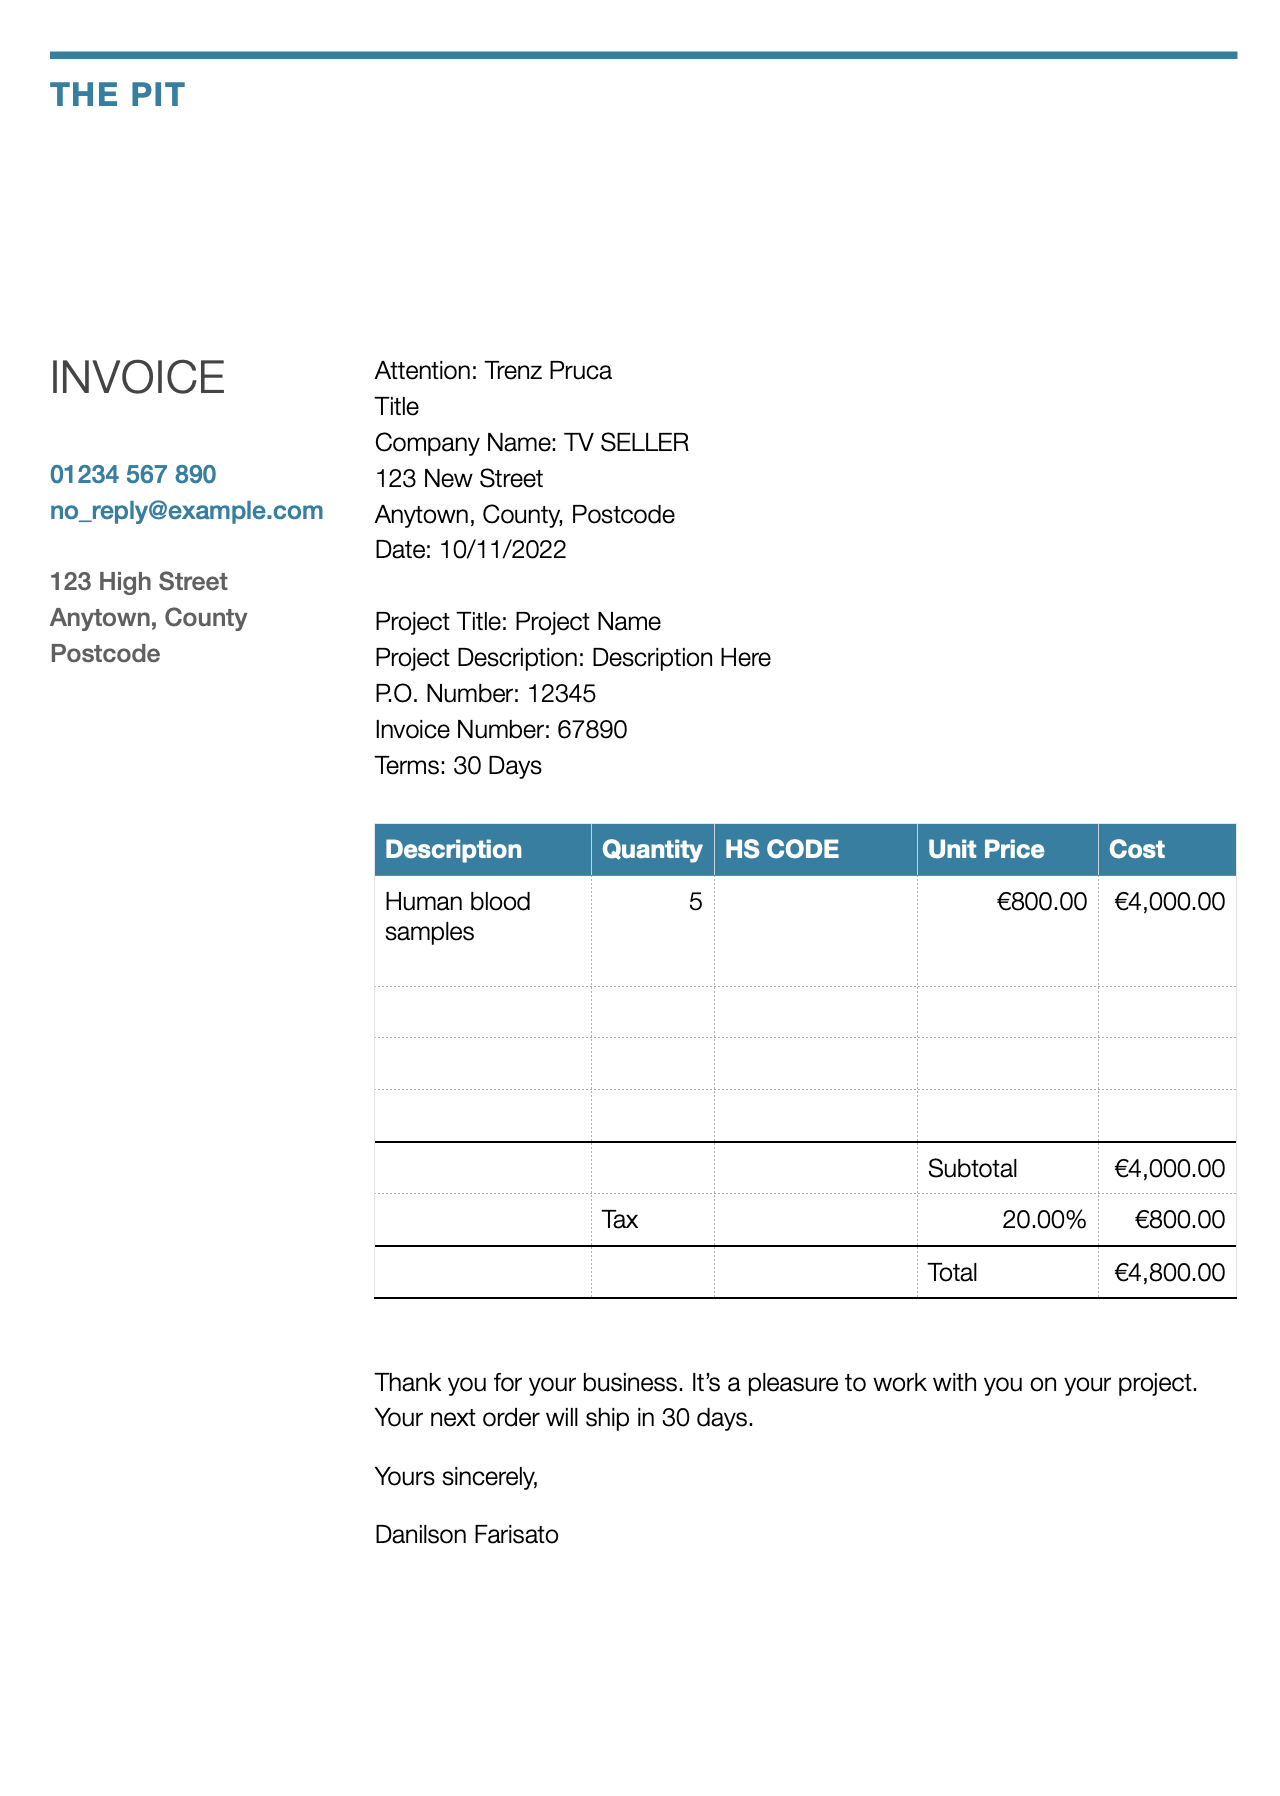 THE PIT
INVOICE
01234 567 890
no_reply@example.com
123 High Street
Anytown, County
Postcode
Attention: Trenz Pruca
Title
Company Name: TV SELLER
123 New Street
Anytown, County, Postcode
Date: 10/11/2022
Project Title: Project Name
Project Description: Description Here
P.O. Number: 12345
Invoice Number: 67890
Terms: 30 Days
Description Quantity HS CODE Unit Price Cost
Human blood 5 €800.00 €4,000.00
samples
Subtotal €4,000.00
Tax 20.00% €800.00
Total €4,800.00
Thank you for your business. It’s a pleasure to work with you on your project.
Your next order will ship in 30 days.
Yours sincerely,
Danilson Farisato